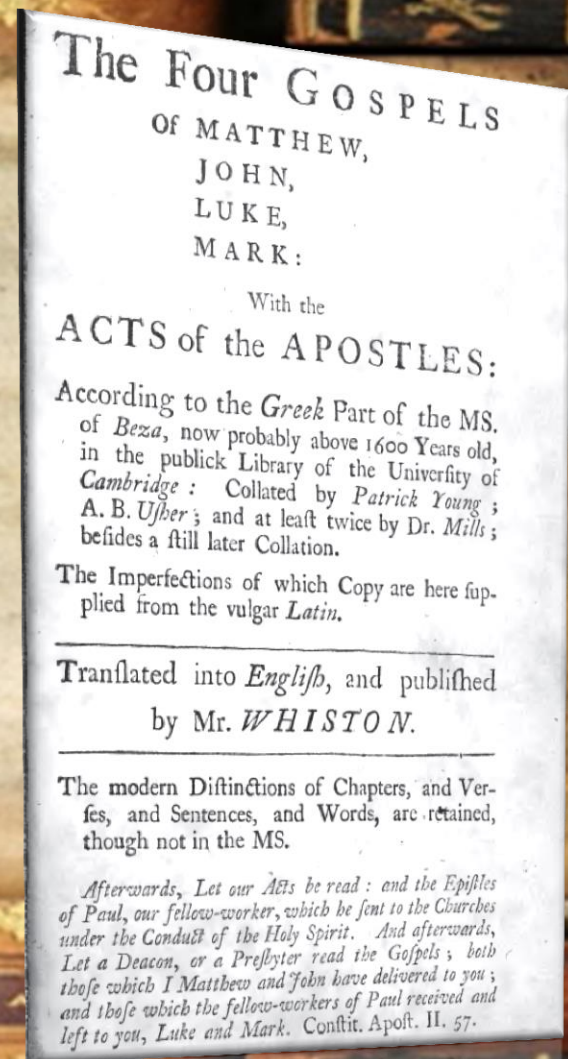 The Four GOSPELS
Of MATTHEW,
JOHN,
LUKE,
MARK:
With the
ACTS of the APOSTLES:
According to the Greek Part of the MS.
of Beza, now probably above 1600 Years old,
in the publick Library of the Univerſity of
Cambridge : Collated by Patrick Young ;
A. B. Uſher ; and at leaſt twice by Dr. Mills ;
beſides a ſtill later Collation.
The Imperfections of which Copy are here ſup-
plied from the vulgar Latin.
Tranſlated into Engliſh, and publiſhed
by Mr. WHISTON.
The modern Diſtinctions of Chapters, and Ver-
ſes, and Sentences, and Words, are retained,
though not in the MS.
Afterwards, Let our Acts be read : and the Epiſtles
of Paul, our fellow-worker, which he ſent to the Churches
under the Conduct of the Holy Spirit. And afterwards,
Let a Deacon, or a Preſbyter read the Goſpels ; both
thoſe which I Matthew and John have delivered to you ;
and thoſe which the fellow-workers of Paul received and
left to you, Luke and Mark. Conſtit. Apoſt. II. 57.